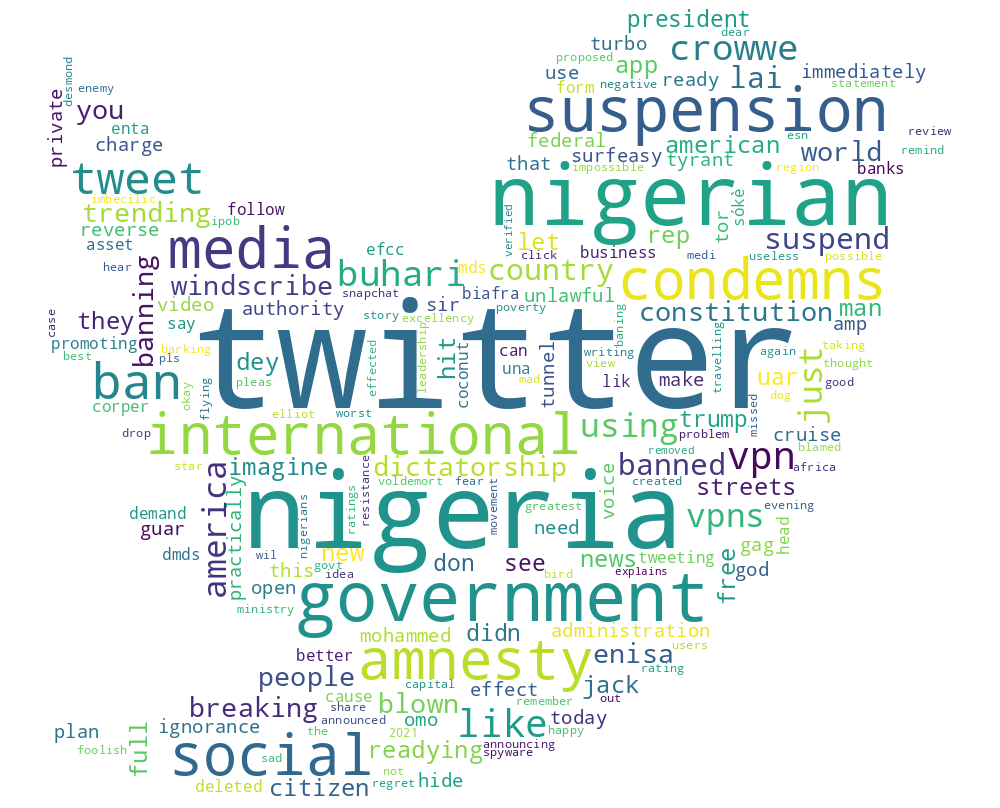 president
dear
turbo
crowwe
proposed
app
use
ready
lai
immediately
form
negative
statement
desmond
enemy
you
private
enta
charge
suspension
federal
american
esn
review
that
surfeasy
tyrant
world
remind
impossible
region
banks
tweet
imbecilic
trending
ipob
follow
reverse
nigerian
tor
sókè
verified
let
rep
suspend
asset
media
efcc
click
business
medi
useless
possible
hear
banning
buhari
mds
country
condemns
windscribe
snapchat
video
authority
sir
biafra
unlawful
constitution
man
they
story
excellency
poverty
case
say
amp
promoting
barking
twitter
baning
taking
best
pls
dey
effected
leadership
hit
coconut
can
una
tunnel
writing
view
lik
make
travelling
again
thought
just
good
ban
okay
flying
pleas
mad
uar
dog
corper
elliot
worst
missed
drop
international
using
trump
problem
cruise
blamed
removed
star
america
imagine
practically
resistance
dictatorship
banned
vpn
africa
voldemort
fear
created
streets
voice
demand
guar
nigerians
ratings
nigeria
movement
greatest
need
vpns
evening
head
gag
dmds
wil
new
govt
don
see
news
tweeting
free
god
this
idea
bird
explains
open
ministry
government
mohammed
didn
administration
users
better
amnesty
enisa
rating
people
capital
effect
jack
out
cause
share
blown
remember
breaking
announced
omo
like
today
happy
plan
ignorance
the
2021
full
foolish
social
sad
readying
announcing
spyware
not
deleted
citizen
regret
hide